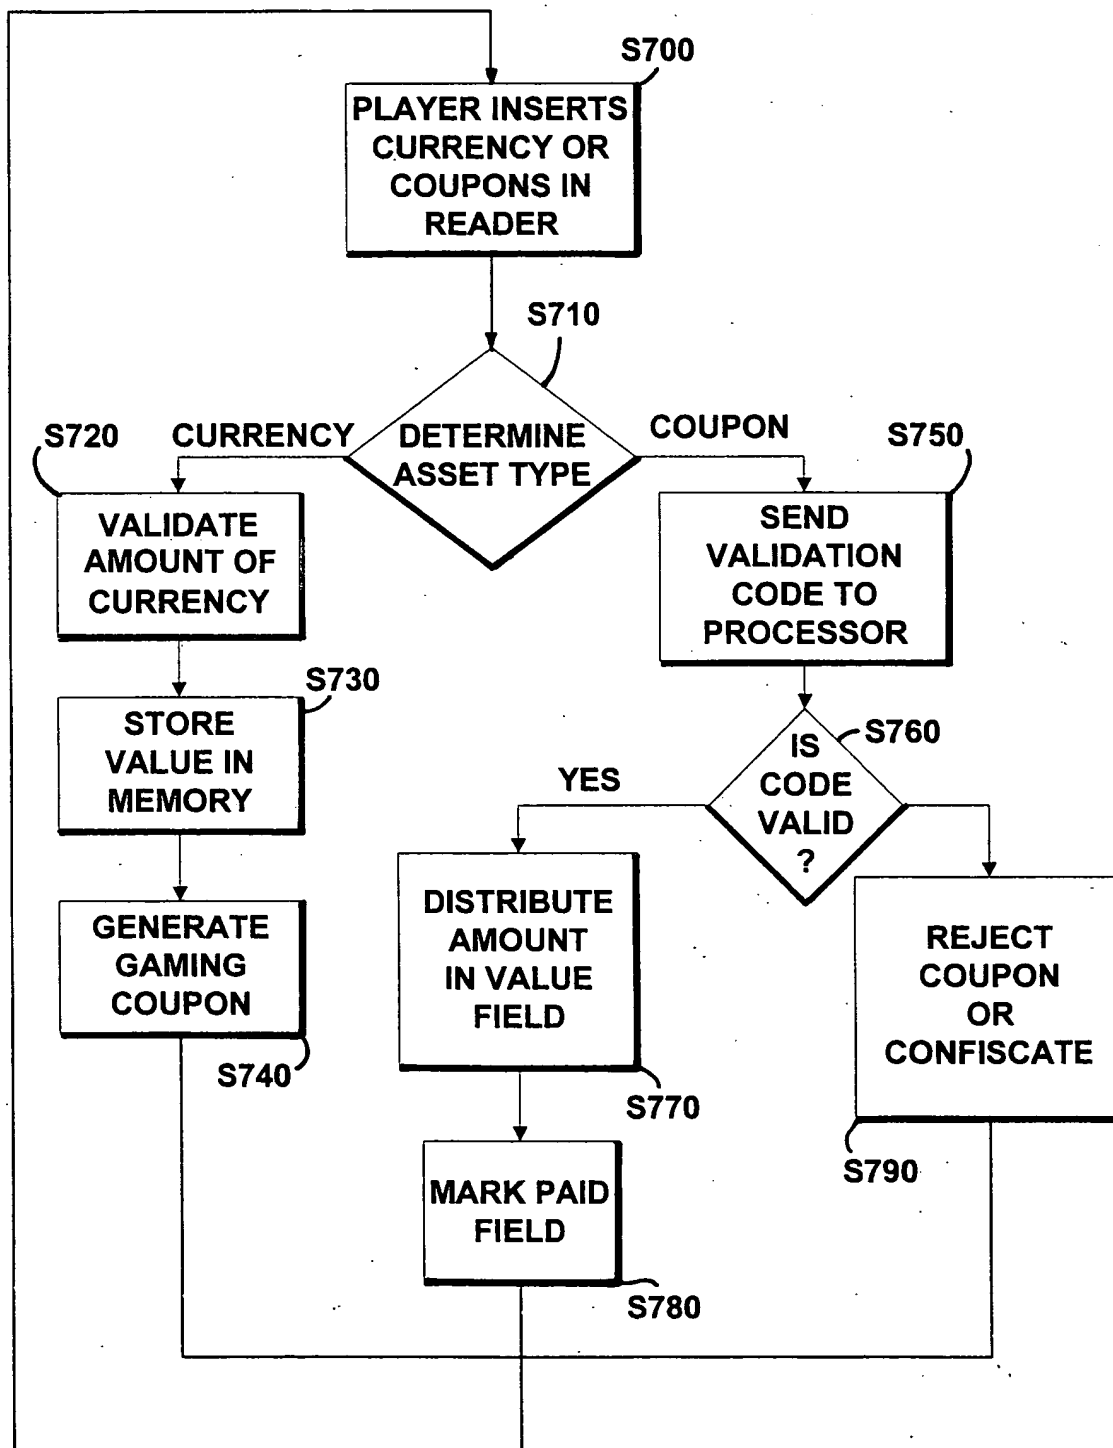 S700
PLAYER INSERTS
CURRENCY OR
COUPONS IN
READER
S710
DETERMINE
ASSET TYPE
CURRENCY
COUPON
S720
VALIDATE
AMOUNT OF
CURRENCY
S730
STORE
VALUE IN
MEMORY
GENERATE
GAMING
COUPON
S740
S750
SEND
VALIDATION
CODE TO
PROCESSOR
S760
IS
CODE
VALID
?
YES
DISTRIBUTE
AMOUNT
IN VALUE
FIELD
S770
MARK PAID
FIELD
S780
REJECT
COUPON
OR
CONFISCATE
S790